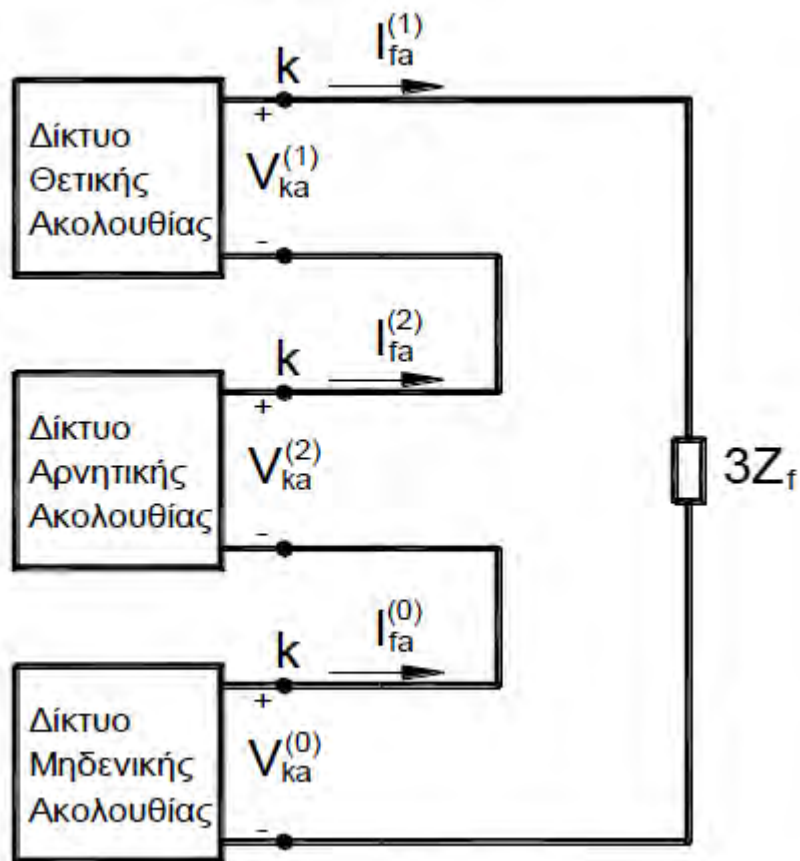 I_fa^(1)
k
+
Δίκτυο
Θετικής
Ακολουθίας
V_ka^(1)
-
I_fa^(2)
k
+
Δίκτυο
Αρνητικής
Ακολουθίας
V_ka^(2)
3Z_f
-
I_fa^(0)
k
+
Δίκτυο
Μηδενικής
Ακολουθίας
V_ka^(0)
-